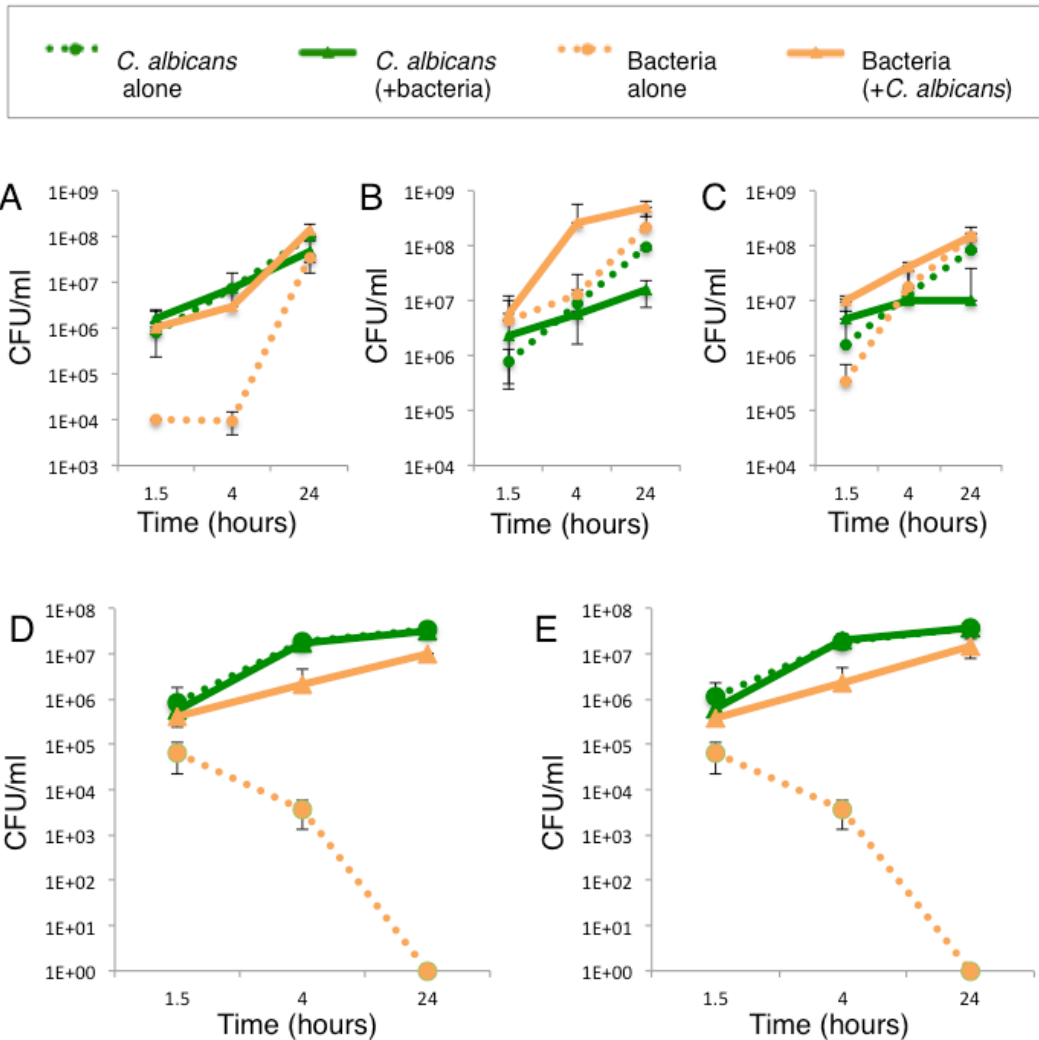 C. albicans alone
C. albicans (+bacteria)
Bacteria alone
Bacteria (+C. albicans)
A
1E+09
1E+08
1E+07
1E+06
1E+05
1E+04
1E+03
CFU/ml
1.5 4 24
Time (hours)
B
1E+09
1E+08
1E+07
1E+06
1E+05
1E+04
CFU/ml
1.5 4 24
Time (hours)
C
1E+09
1E+08
1E+07
1E+06
1E+05
1E+04
CFU/ml
1.5 4 24
Time (hours)
D
1E+08
1E+07
1E+06
1E+05
1E+04
1E+03
1E+02
1E+01
1E+00
CFU/ml
1.5 4 24
Time (hours)
E
1E+08
1E+07
1E+06
1E+05
1E+04
1E+03
1E+02
1E+01
1E+00
CFU/ml
1.5 4 24
Time (hours)